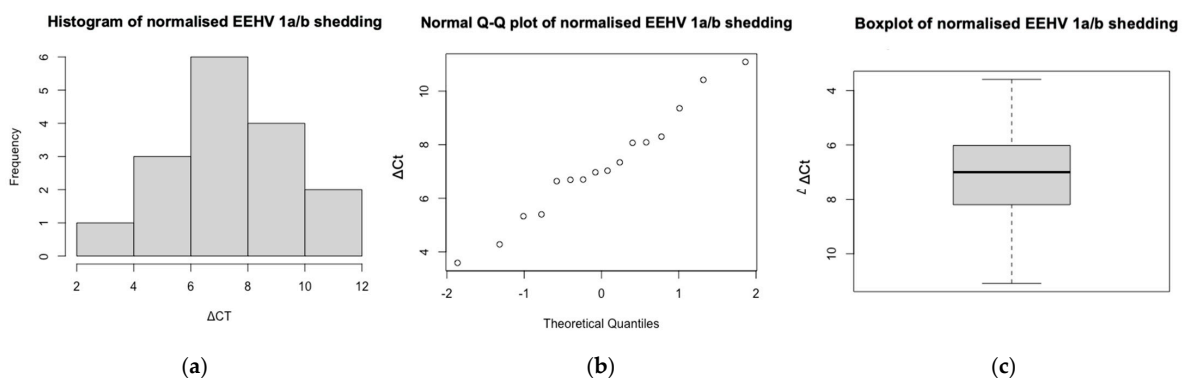 Histogram of normalised EEHV 1a/b shedding
Frequency
0
1
2
3
4
5
6
2
4
6
8
10
12
ΔCT
(a)
Normal Q-Q plot of normalised EEHV 1a/b shedding
ΔCt
4
6
8
10
-2
-1
0
1
2
Theoretical Quantiles
(b)
Boxplot of normalised EEHV 1a/b shedding
ΔCt
4
6
8
10
(c)